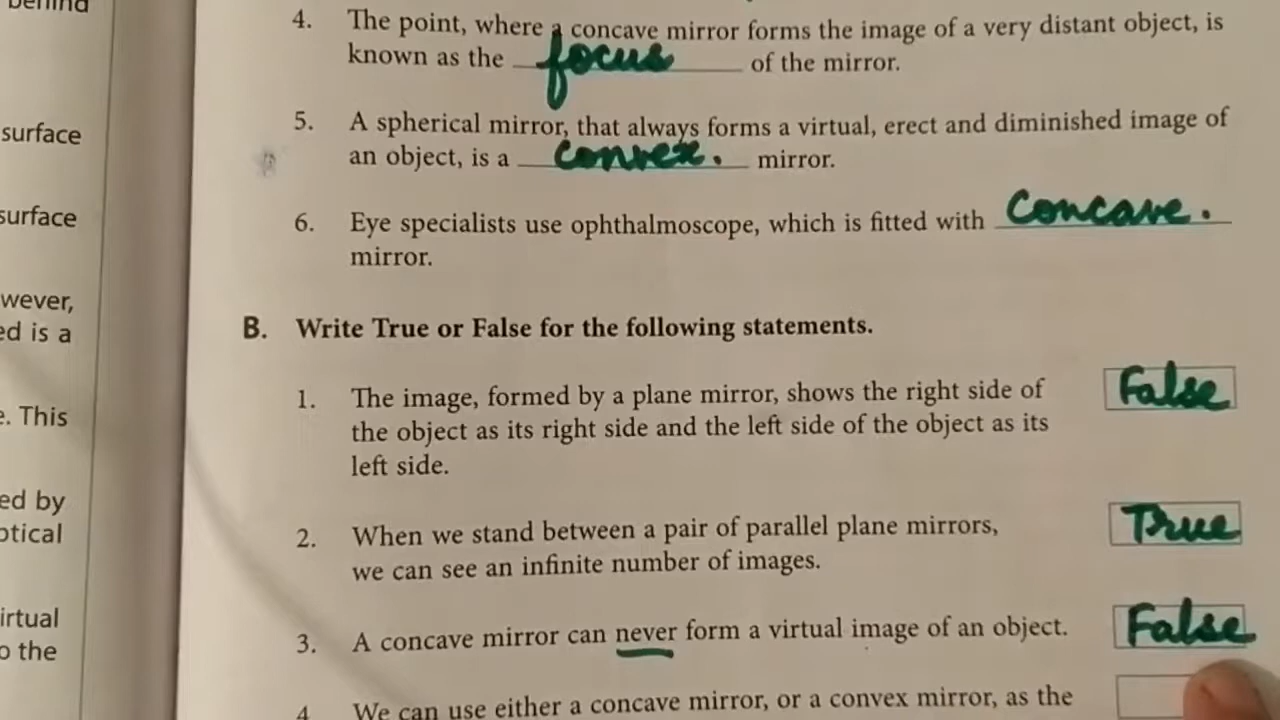 behind
surface
surface
wever,
ed is a
e. This
ed by
ptical
irtual
o the
4. The point, where a concave mirror forms the image of a very distant object, is
known as the focus of the mirror.
5. A spherical mirror, that always forms a virtual, erect and diminished image of
an object, is a convex. mirror.
6. Eye specialists use ophthalmoscope, which is fitted with Concave.
mirror.
B. Write True or False for the following statements.
1. The image, formed by a plane mirror, shows the right side of False
the object as its right side and the left side of the object as its
left side.
2. When we stand between a pair of parallel plane mirrors, True
we can see an infinite number of images.
3. A concave mirror can never form a virtual image of an object. False
4 We can use either a concave mirror, or a convex mirror, as the